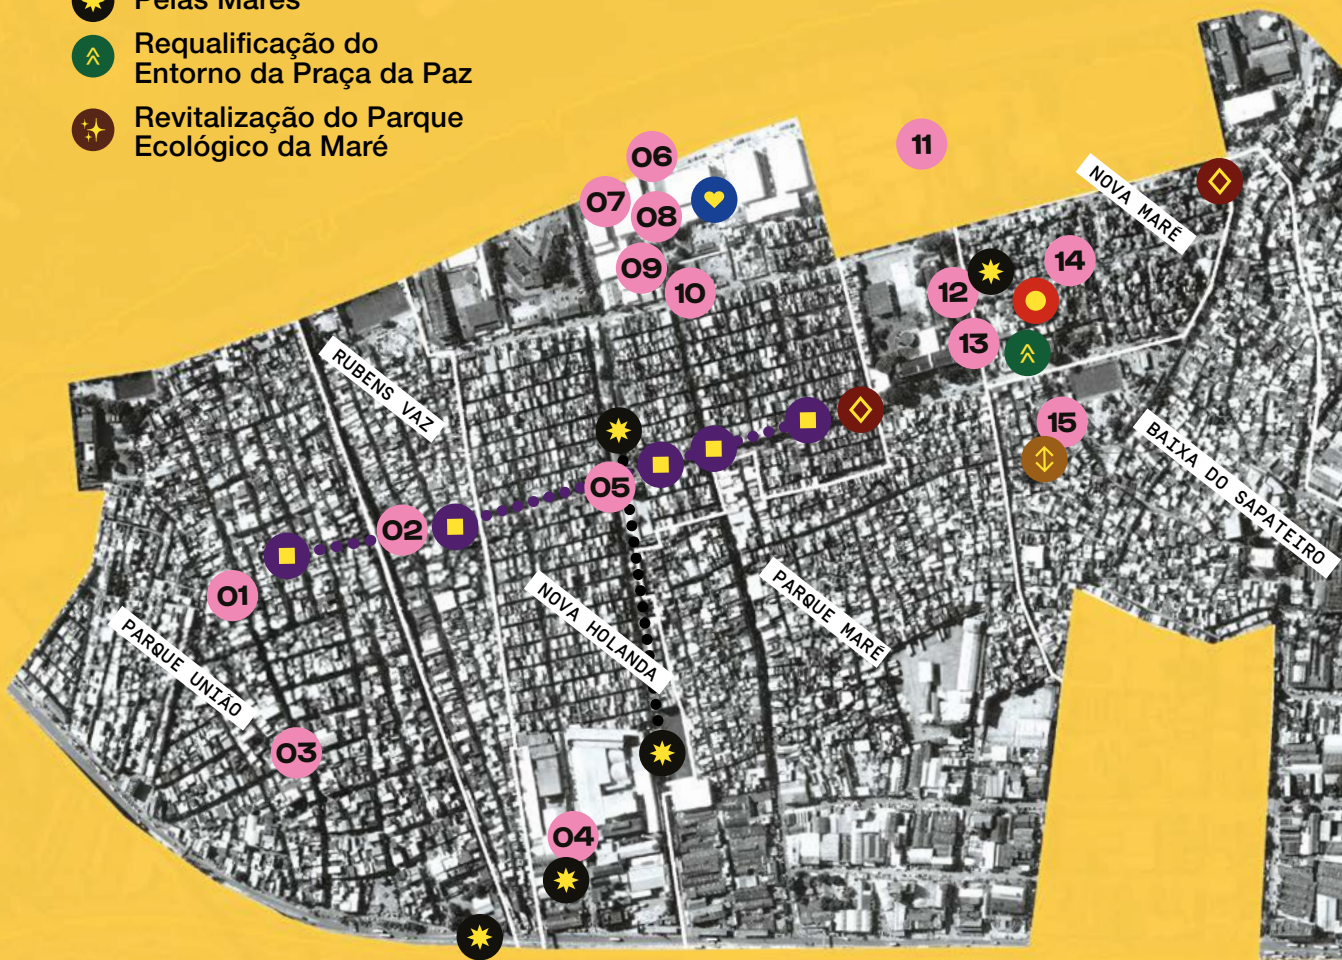 Pelas Marés
Requalificação do
Entorno da Praça da Paz
Revitalização do Parque
Ecológico da Maré
06
11
07
08
NOVA MARÉ
09
14
10
12
13
RUBENS VAZ
15
BAIXA DO SAPATEIRO
05
02
01
NOVA HOLANDA
PARQUE MARÉ
PARQUE UNIÃO
03
04